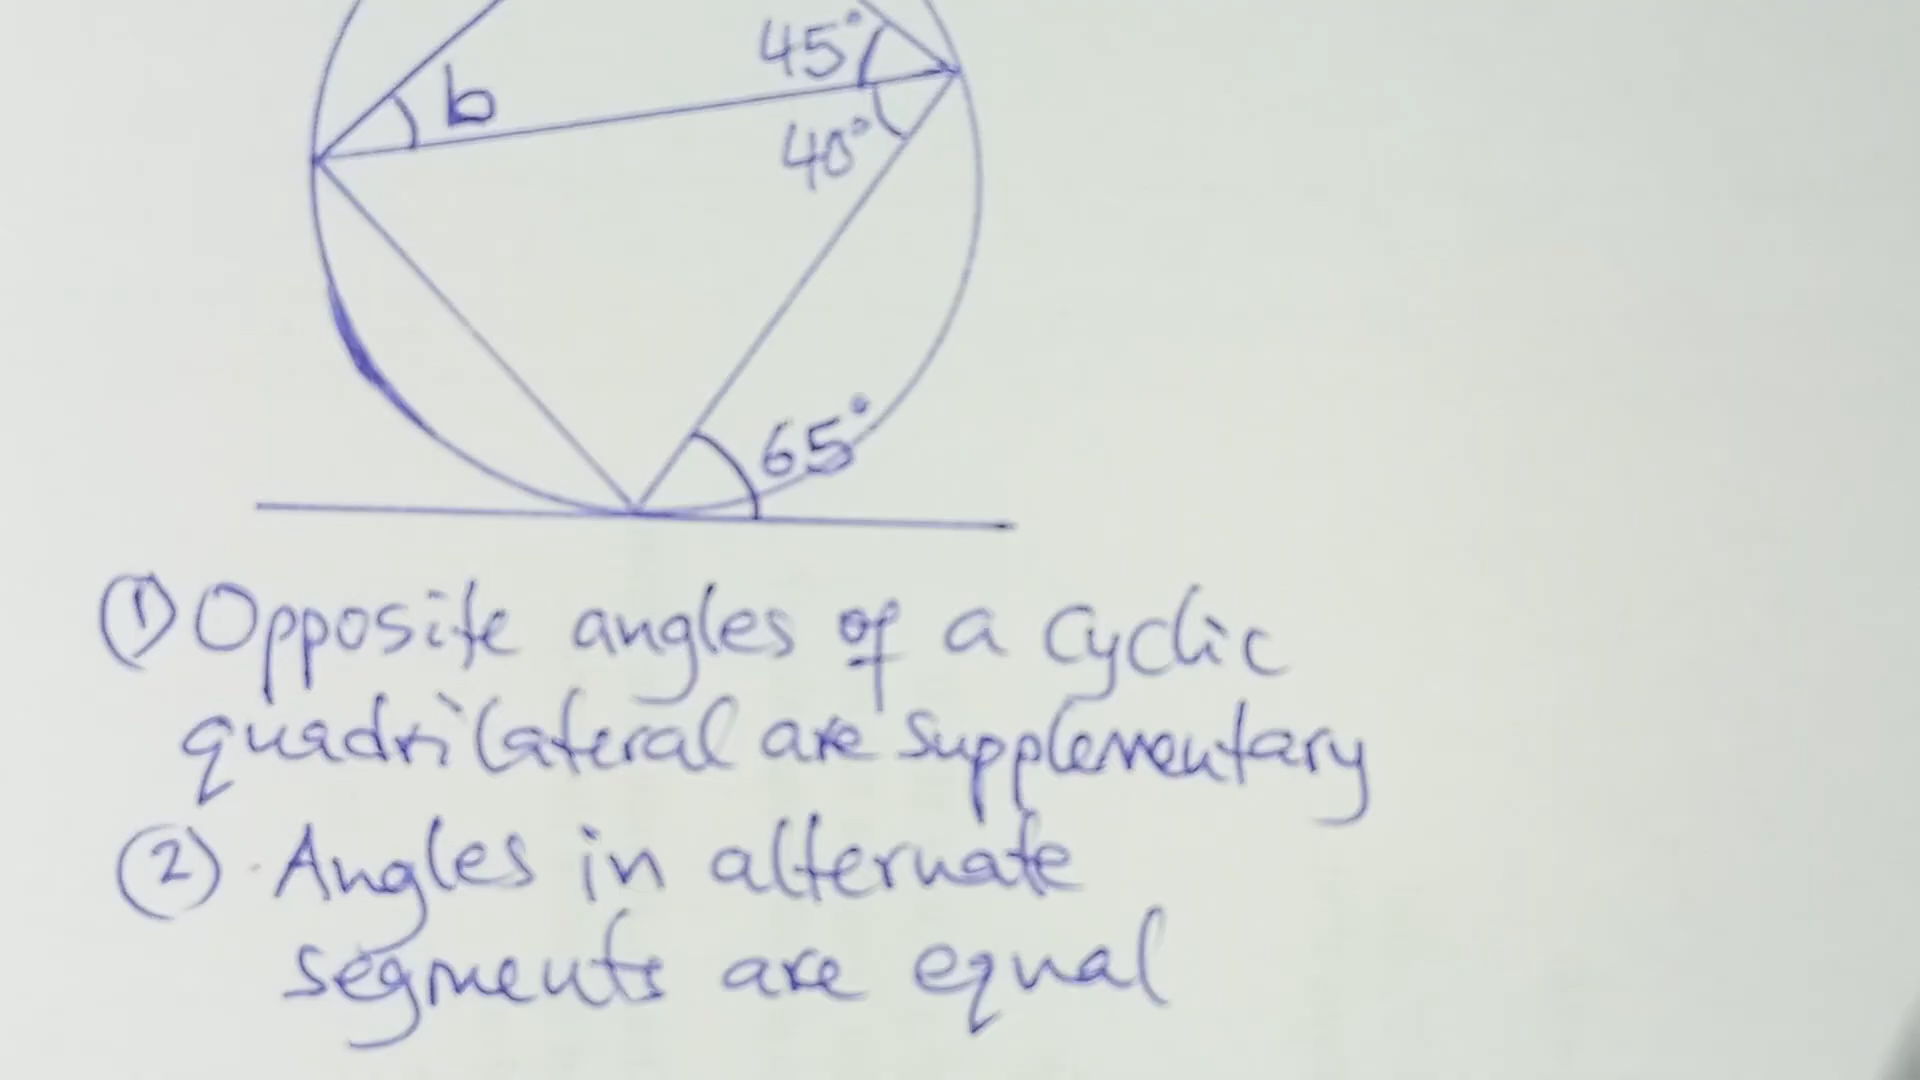 45°
b
40°
65°
① Opposite angles of a cyclic
quadrilateral are supplementary
② Angles in alternate
segments are equal